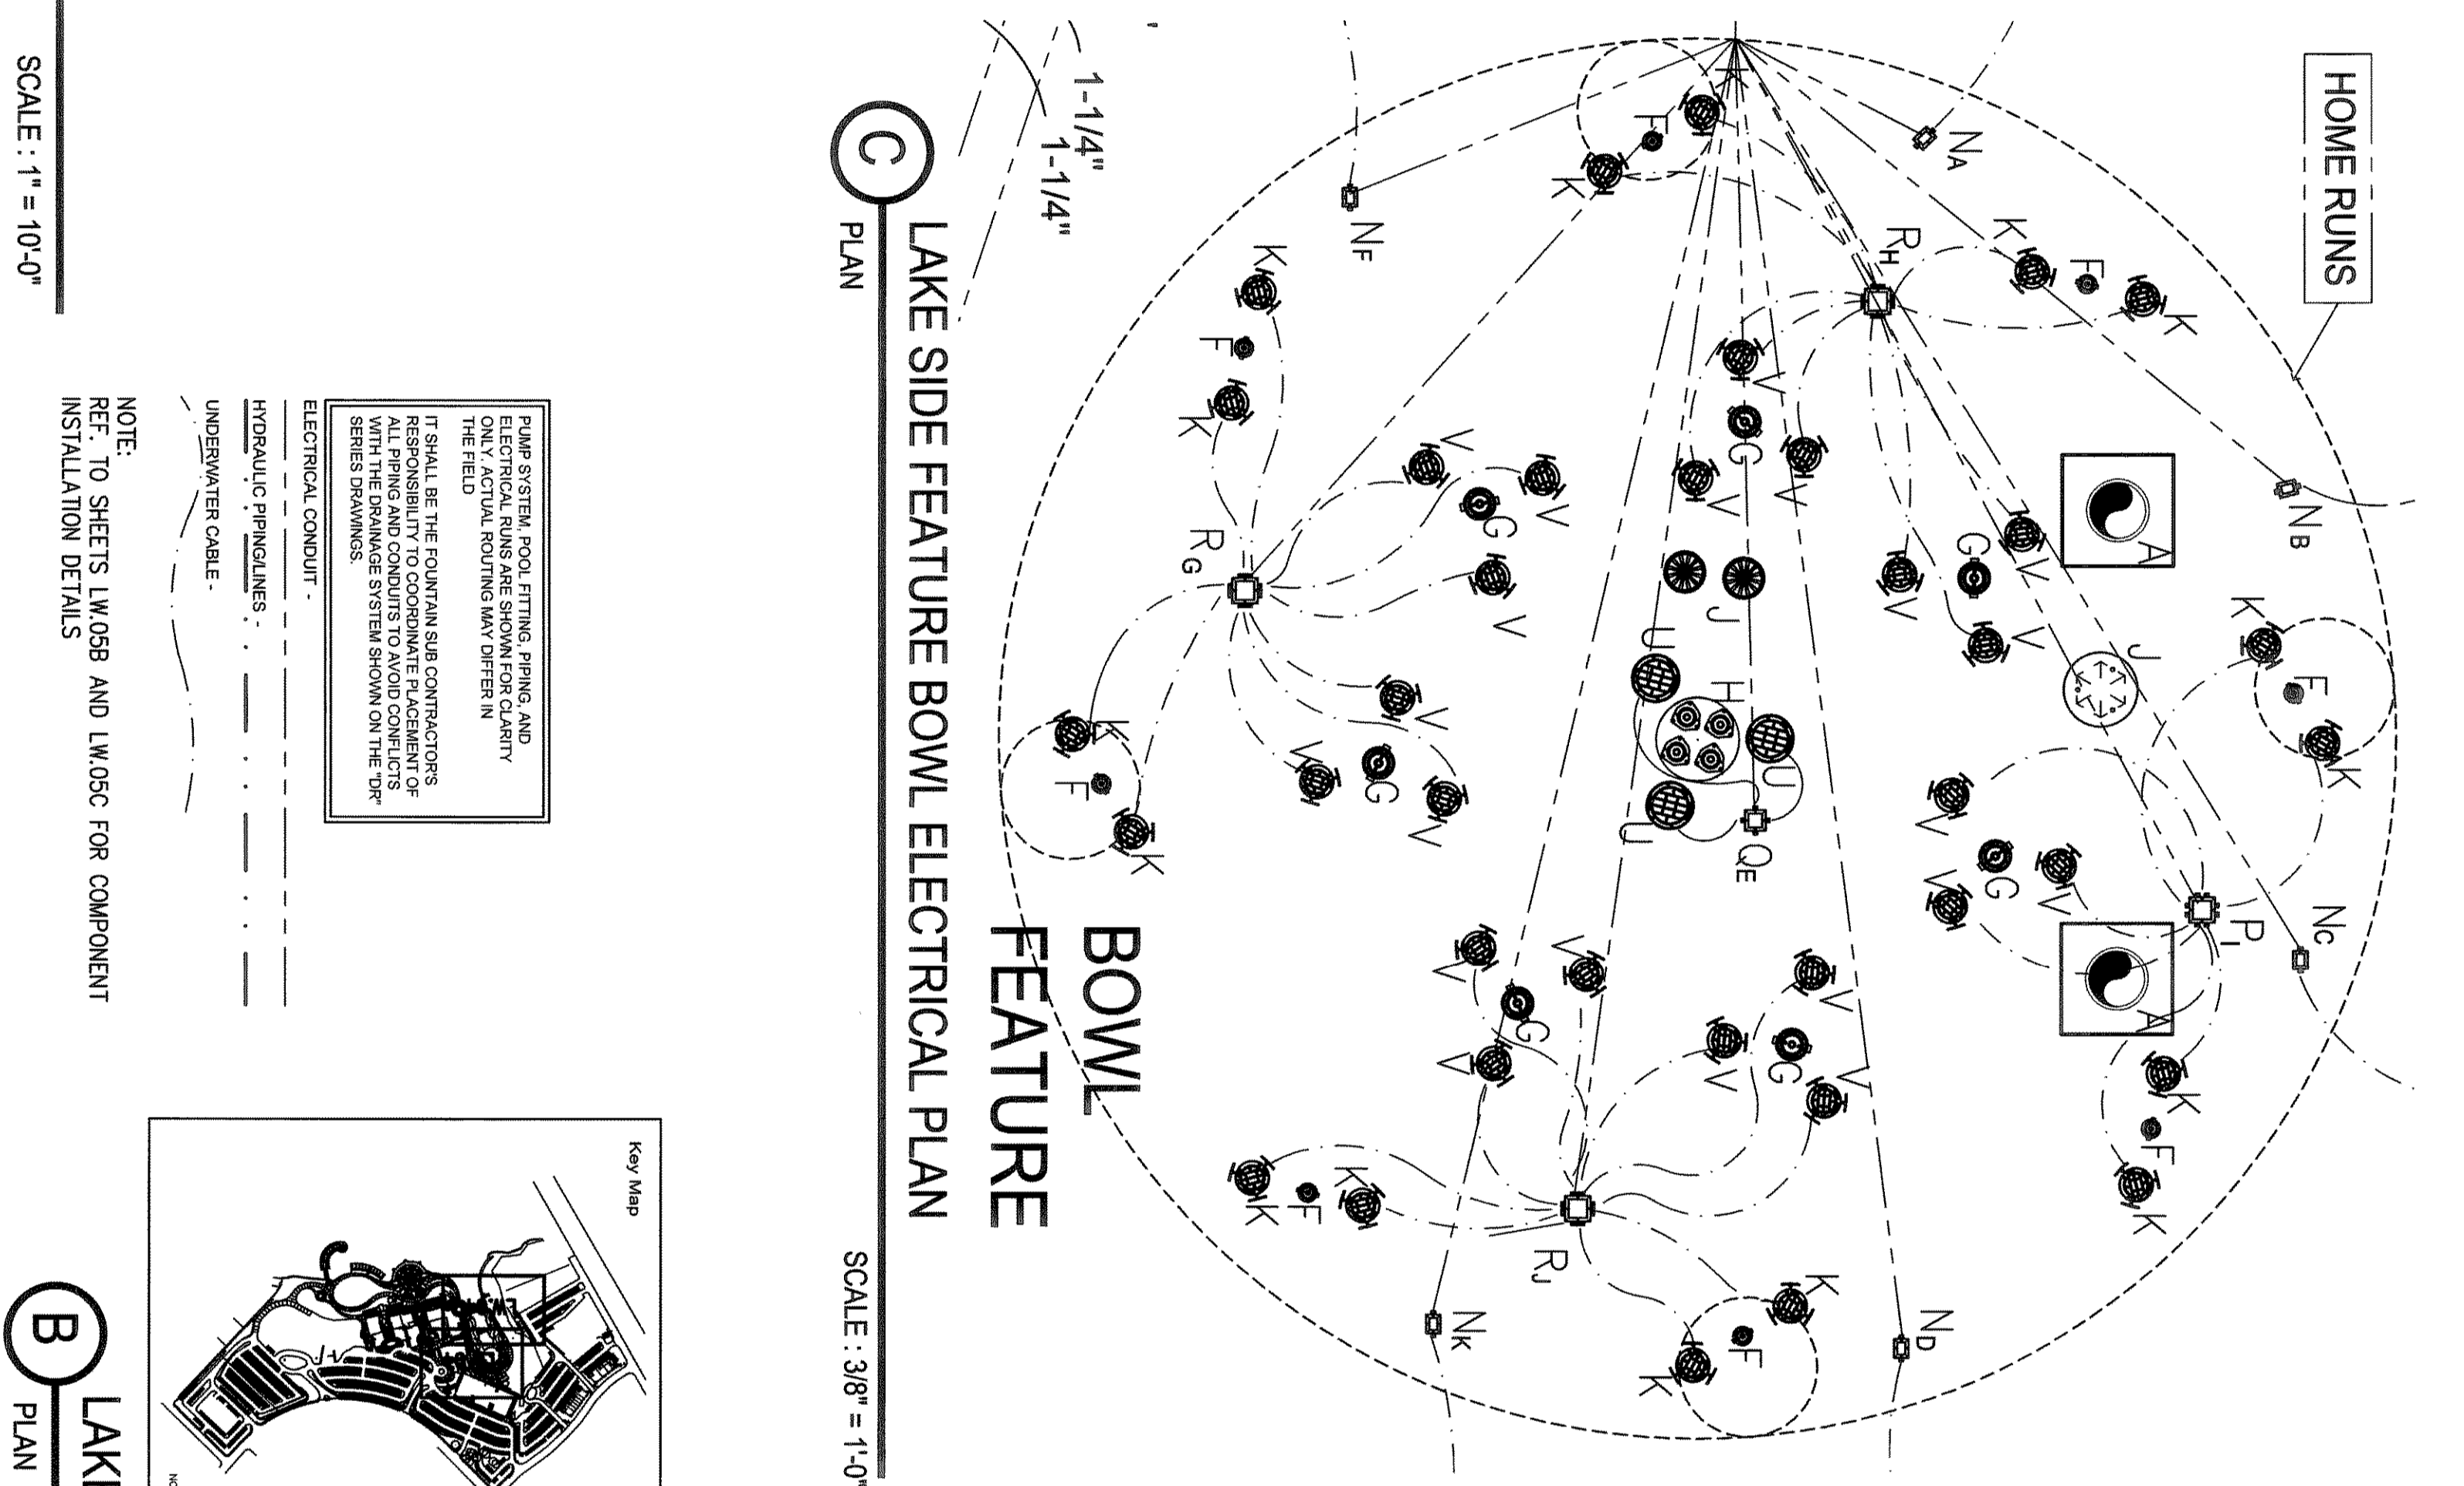 HOME RUNS
NA
NB
NC
ND
NF
NK
RH
RG
RJ
QE
PI
K
F
K
K
F
K
K
F
K
K
F
K
K
F
K
K
F
K
K
F
K
K
F
K
V
G
V
V
V
G
V
V
V
G
V
V
V
G
V
V
V
G
V
V
V
G
V
V
V
G
V
V
A
A
J
J
U
H
U
U
1-1/4"
1-1/4"
BOWL
FEATURE
C
LAKE SIDE FEATURE BOWL ELECTRICAL PLAN
PLAN
SCALE : 3/8" = 1'-0"
PUMP SYSTEM, POOL FITTING, PIPING, AND
ELECTRICAL RUNS ARE SHOWN FOR CLARITY
ONLY. ACTUAL ROUTING MAY DIFFER IN
THE FIELD
IT SHALL BE THE FOUNTAIN SUB CONTRACTOR'S
RESPONSIBILITY TO COORDINATE PLACEMENT OF
ALL PIPING AND CONDUITS TO AVOID CONFLICTS
WITH THE DRAINAGE SYSTEM SHOWN ON THE "DR"
SERIES DRAWINGS.
ELECTRICAL CONDUIT -
HYDRAULIC PIPING/LINES -
UNDERWATER CABLE -
NOTE:
REF. TO SHEETS LW.05B AND LW.05C FOR COMPONENT
INSTALLATION DETAILS
SCALE : 1" = 10'-0"
Key Map
B
LAKE
PLAN